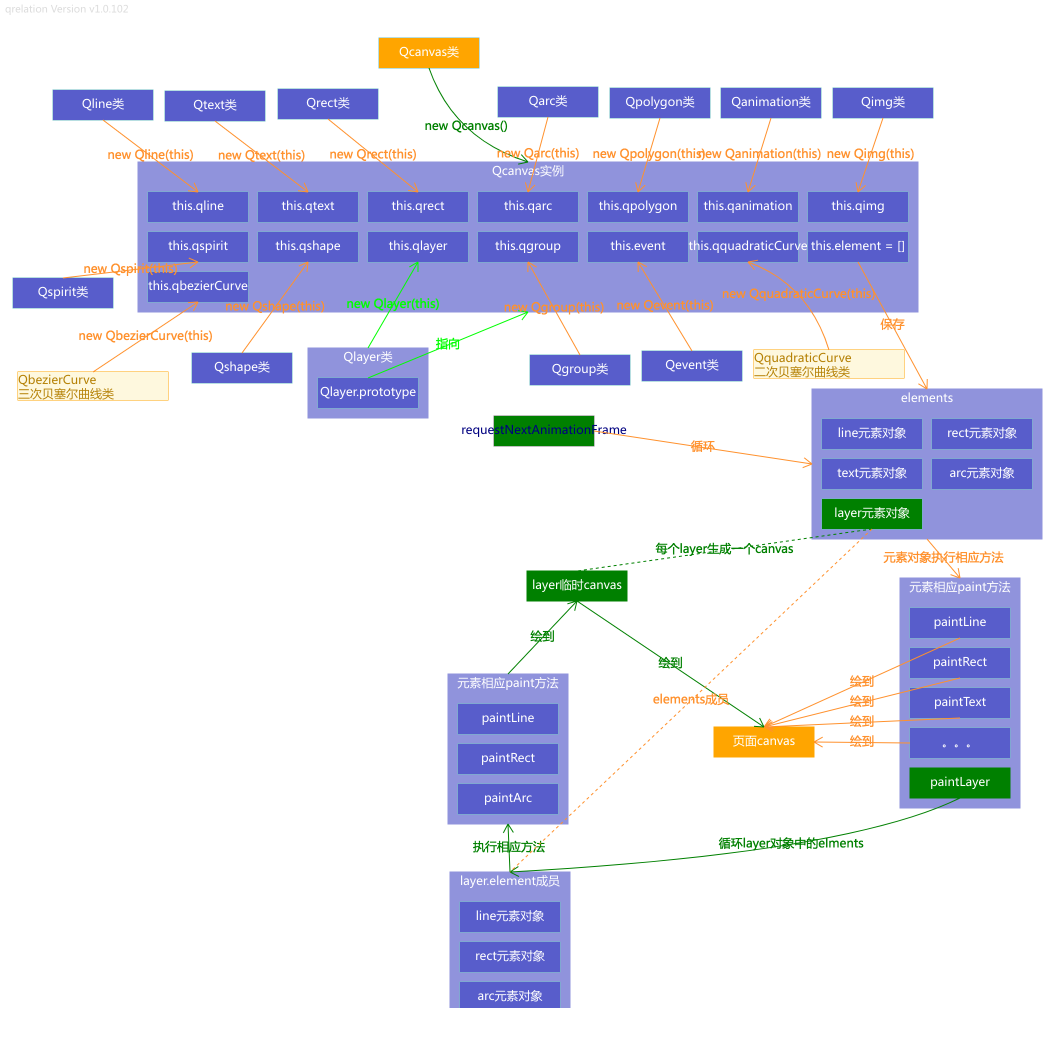 qrelation Version v1.0.102
Qcanvas类
Qline类
Qtext类
Qrect类
Qarc类
Qpolygon类
Qanimation类
Qimg类
new Qcanvas()
new Qline(this)
new Qtext(this)
new Qrect(this)
new Qarc(this)
new Qpolygon(this)
new Qanimation(this)
new Qimg(this)
Qcanvas实例
this.qline
this.qtext
this.qrect
this.qarc
this.qpolygon
this.qanimation
this.qimg
this.qspirit
this.qshape
this.qlayer
this.qgroup
this.event
this.qquadraticCurve
this.element = []
new Qspirit(this)
this.qbezierCurve
Qspirit类
new Qshape(this)
new Qlayer(this)
new Qgroup(this)
new Qevent(this)
new QquadraticCurve(this)
保存
new QbezierCurve(this)
指向
Qlayer类
Qshape类
Qgroup类
Qevent类
QquadraticCurve
二次贝塞尔曲线类
QbezierCurve
三次贝塞尔曲线类
Qlayer.prototype
elements
requestNextAnimationFrame
循环
line元素对象
rect元素对象
text元素对象
arc元素对象
layer元素对象
每个layer生成一个canvas
元素对象执行相应方法
layer临时canvas
元素相应paint方法
paintLine
绘到
绘到
paintRect
绘到
元素相应paint方法
elements成员
绘到
paintText
paintLine
绘到
页面canvas
绘到
。。。
paintRect
paintLayer
paintArc
执行相应方法
循环layer对象中的elments
layer.element成员
line元素对象
rect元素对象
arc元素对象